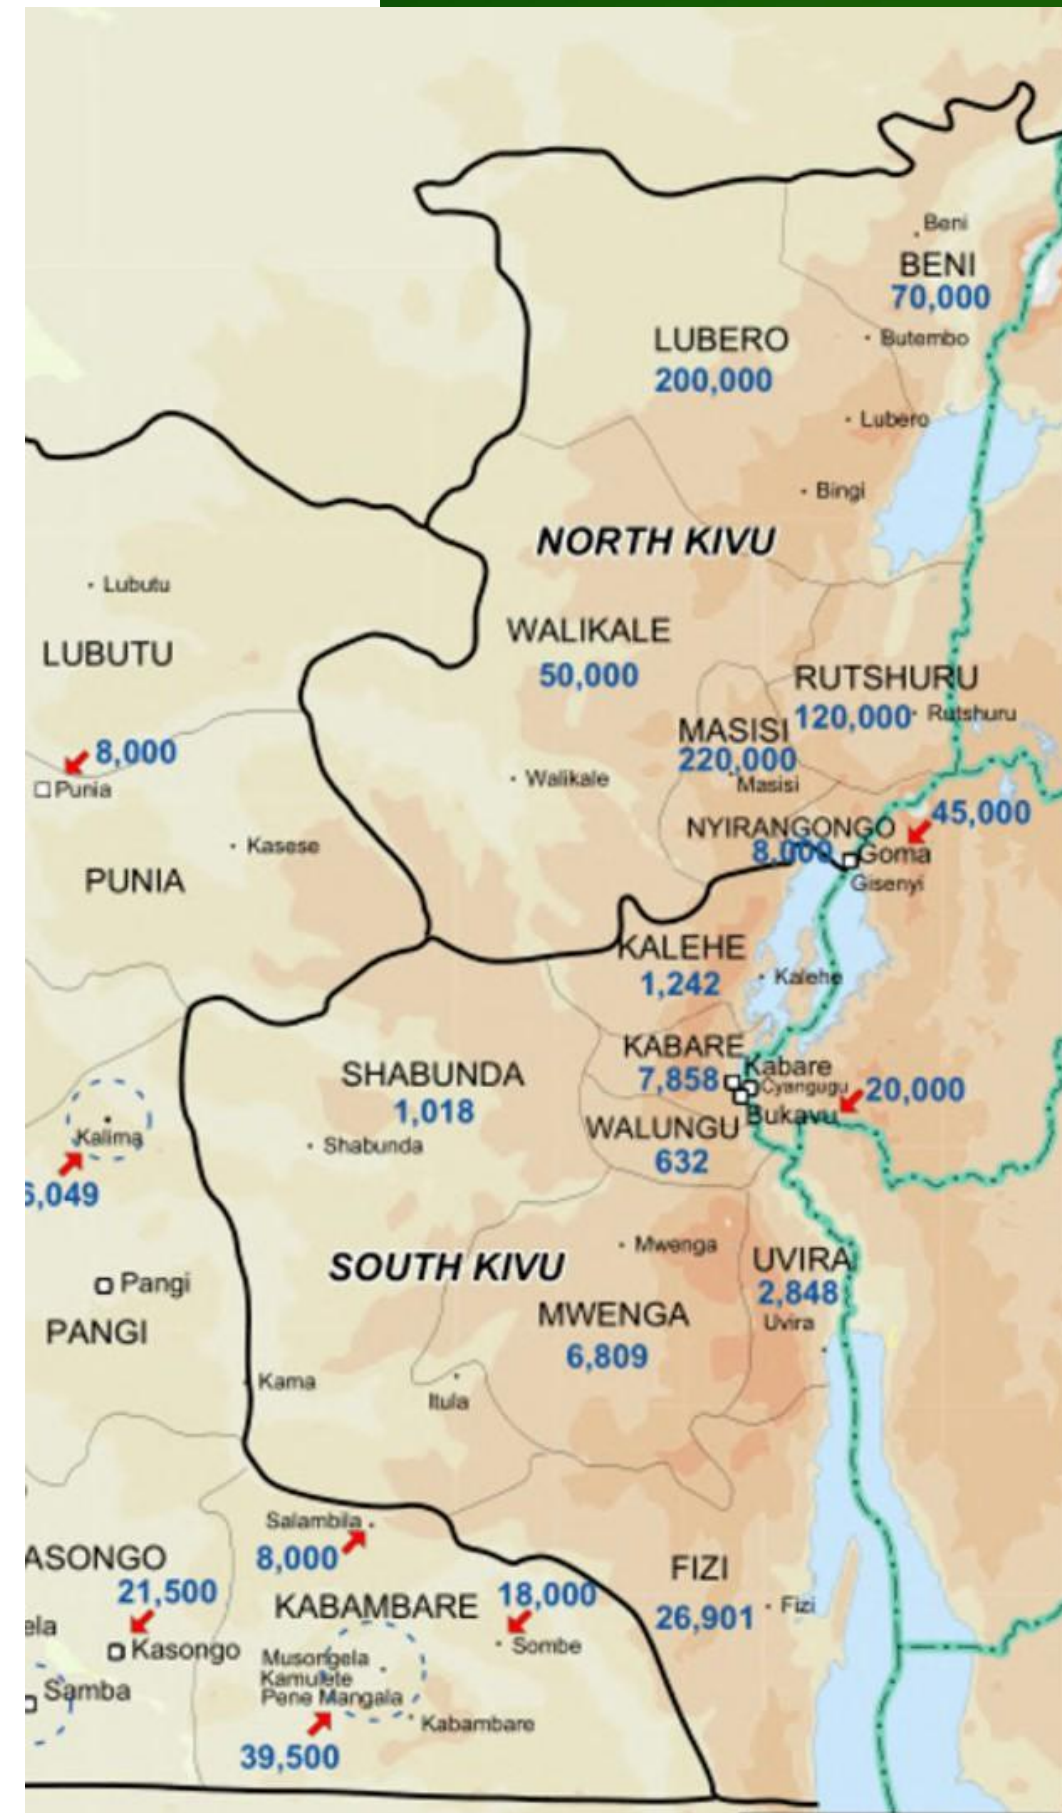 Beni
BENI
70,000
LUBERO
200,000
Butembo
Lubero
Bingi
NORTH KIVU
Lubutu
LUBUTU
WALIKALE
50,000
RUTSHURU
120,000
Rutshuru
MASISI
220,000
Masisi
8,000
Punia
Walikale
45,000
NYIRANGONGO
8,000
Goma
Gisenyi
Kasese
PUNIA
KALEHE
1,242
Kalehe
KABARE
7,858
Kabare
Cyangugu
20,000
Bukavu
SHABUNDA
1,018
Shabunda
WALUNGU
632
Kalima
6,049
Mwenga
SOUTH KIVU
UVIRA
2,848
Uvira
Pangi
PANGI
MWENGA
6,809
Kama
Itula
Salambila
8,000
ASONGO
21,500
FIZI
26,901
Fizi
KABAMBARE
18,000
Sombe
ela
Kasongo
Musongela
Kamulete
Pene Mangala
Samba
Kabambare
39,500